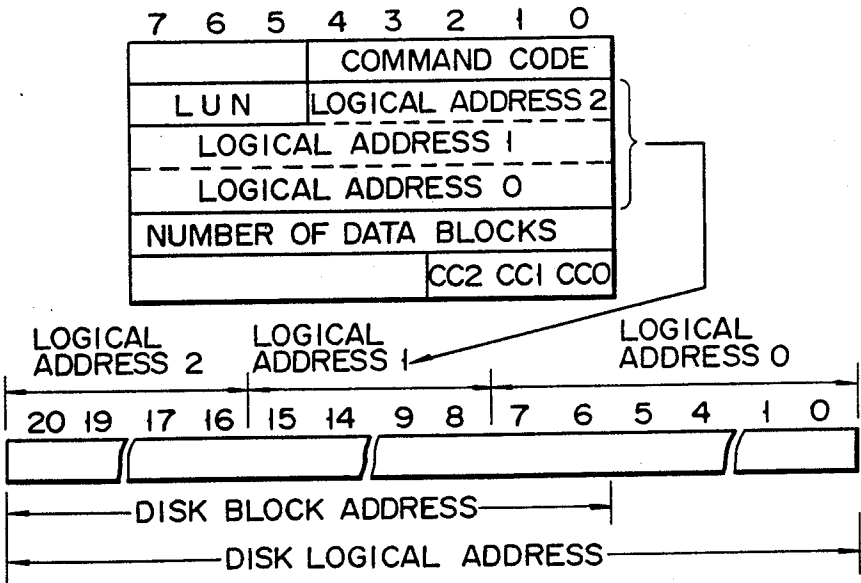 7 6 5 4 3 2 1 0
COMMAND CODE
LUN LOGICAL ADDRESS 2
LOGICAL ADDRESS 1
LOGICAL ADDRESS 0
NUMBER OF DATA BLOCKS
CC2 CC1 CC0
LOGICAL ADDRESS 2
LOGICAL ADDRESS 1
LOGICAL ADDRESS 0
20 19 17 16 15 14 9 8 7 6 5 4 1 0
DISK BLOCK ADDRESS
DISK LOGICAL ADDRESS